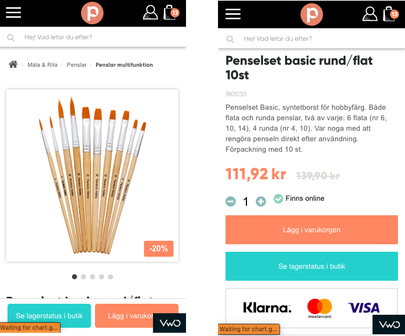 p
13
Hej! Vad letar du efter?
Måla & Rita
Penslar
Penslar multifunktion
-20%
Se lagerstatus i butik
Lägg i varukorgen
Waiting for chart.g...
VWO
p
13
Hej! Vad letar du efter?
Penselset basic rund/flat
10st
180030
Penselset Basic, syntetborst för hobbyfärg. Både
flata och runda penslar, två av varje: 6 flata (nr 6,
10, 14), 4 runda (nr 4, 10). Var noga med att
rengöra penseln direkt efter användning.
Förpackning med 10 st.
111,92 kr 139,90 kr
1
Finns online
Lägg i varukorgen
Se lagerstatus i butik
Klarna.
mastercard
VISA
Waiting for chart.g...
VWO